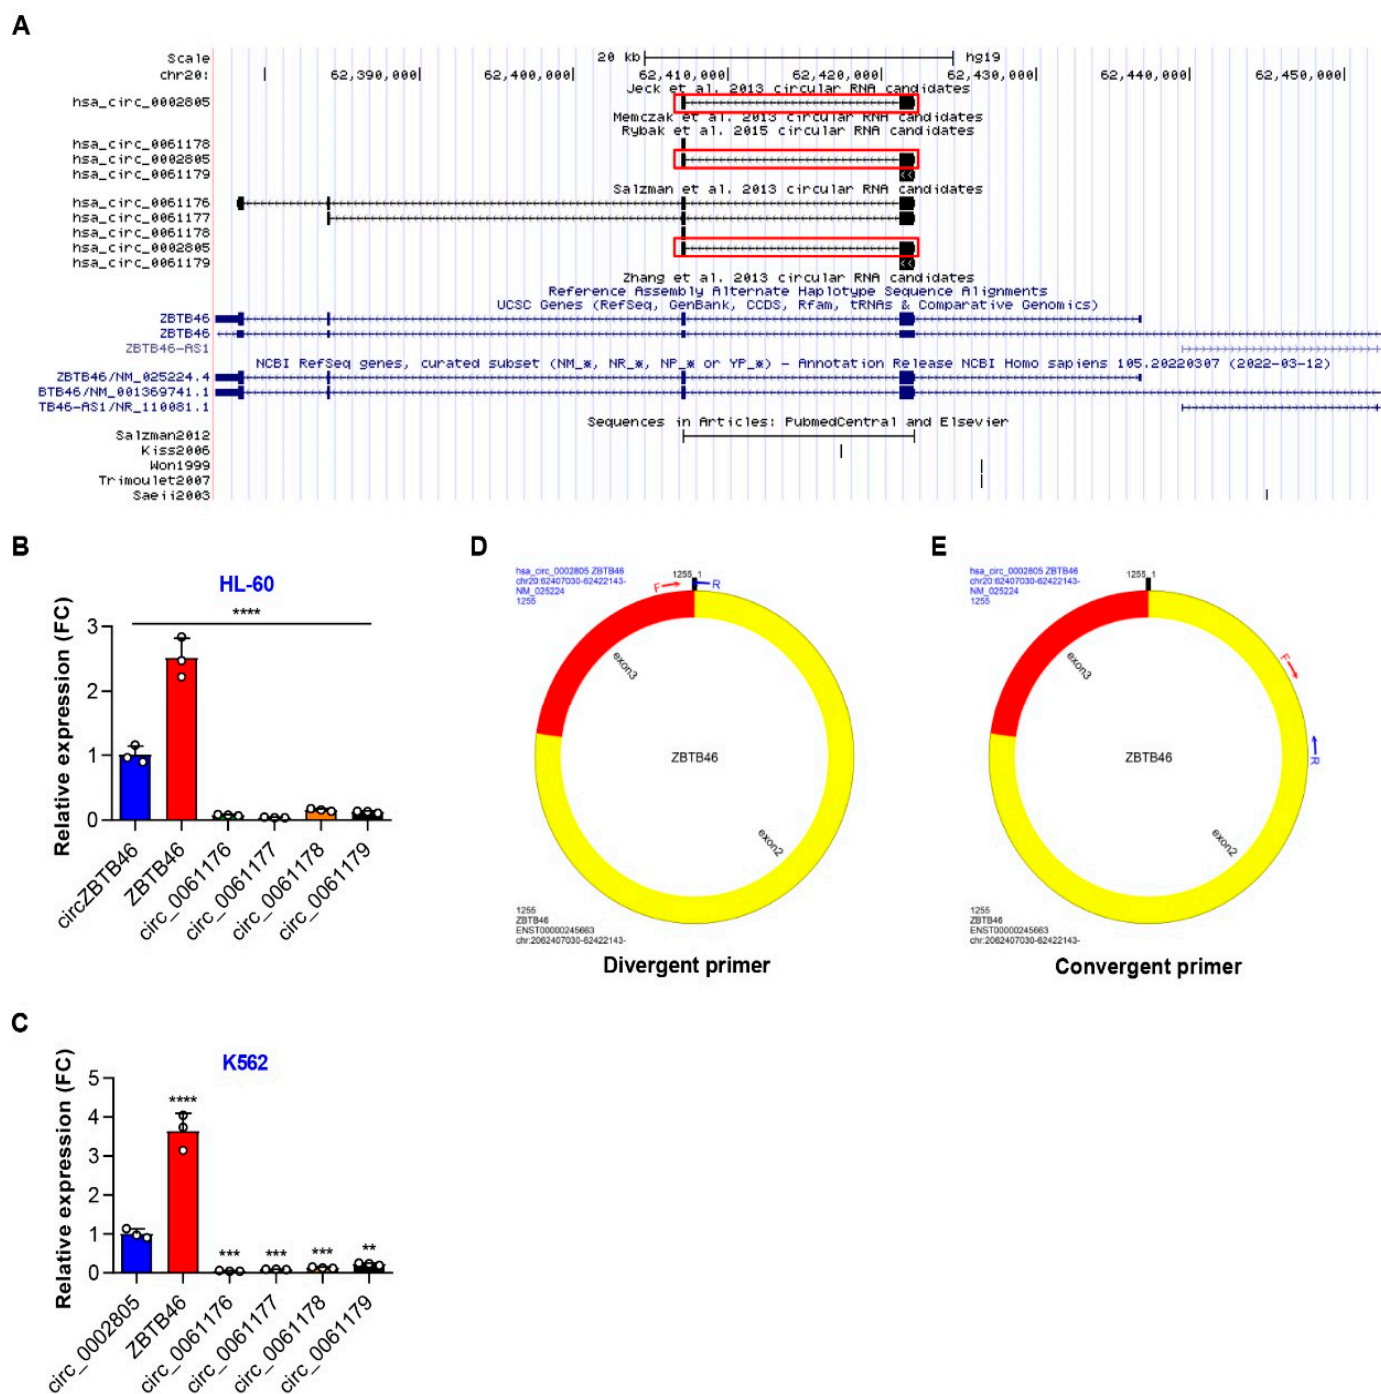 A
Scale
20 kb
hg19
chr20:
62,390,000
62,400,000
62,410,000
62,420,000
62,430,000
62,440,000
62,450,000
Jeck et al. 2013 circular RNA candidates
hsa_circ_0002805
Memczak et al. 2013 circular RNA candidates
Rybak et al. 2015 circular RNA candidates
hsa_circ_0061178
hsa_circ_0002805
hsa_circ_0061179
Salzman et al. 2013 circular RNA candidates
hsa_circ_0061176
hsa_circ_0061177
hsa_circ_0061178
hsa_circ_0002805
hsa_circ_0061179
Zhang et al. 2013 circular RNA candidates
Reference Assembly Alternate Haplotype Sequence Alignments
UCSC Genes (RefSeq, GenBank, CCDS, Rfam, tRNAs & Comparative Genomics)
ZBTB46
ZBTB46
ZBTB46-AS1
NCBI RefSeq genes, curated subset (NM_*, NR_*, NP_* or YP_*) - Annotation Release NCBI Homo sapiens 105.20220307 (2022-03-12)
ZBTB46/NM_025224.4
BTB46/NM_001369741.1
TB46-AS1/NR_110081.1
Sequences in Articles: PubmedCentral and Elsevier
Salzman2012
Kiss2006
Won1999
Trimoulet2007
Saeij2003
B
HL-60
****
Relative expression (FC)
3
2
1
0
circZBTB46
ZBTB46
circ_0061176
circ_0061177
circ_0061178
circ_0061179
D
hsa_circ_0002805 ZBTB46
chr20:62407030-62422143-
NM_025224
1255
1255 1
F
R
exon3
ZBTB46
exon2
1255
ZBTB46
ENST00000245663
chr:2062407030-62422143-
Divergent primer
E
hsa_circ_0002805 ZBTB46
chr20:62407030-62422143-
NM_025224
1255
1255 1
F
R
exon3
ZBTB46
exon2
1255
ZBTB46
ENST00000245663
chr:2062407030-62422143-
Convergent primer
C
K562
Relative expression (FC)
5
4
3
2
1
0
****
***
***
***
**
circ_0002805
ZBTB46
circ_0061176
circ_0061177
circ_0061178
circ_0061179